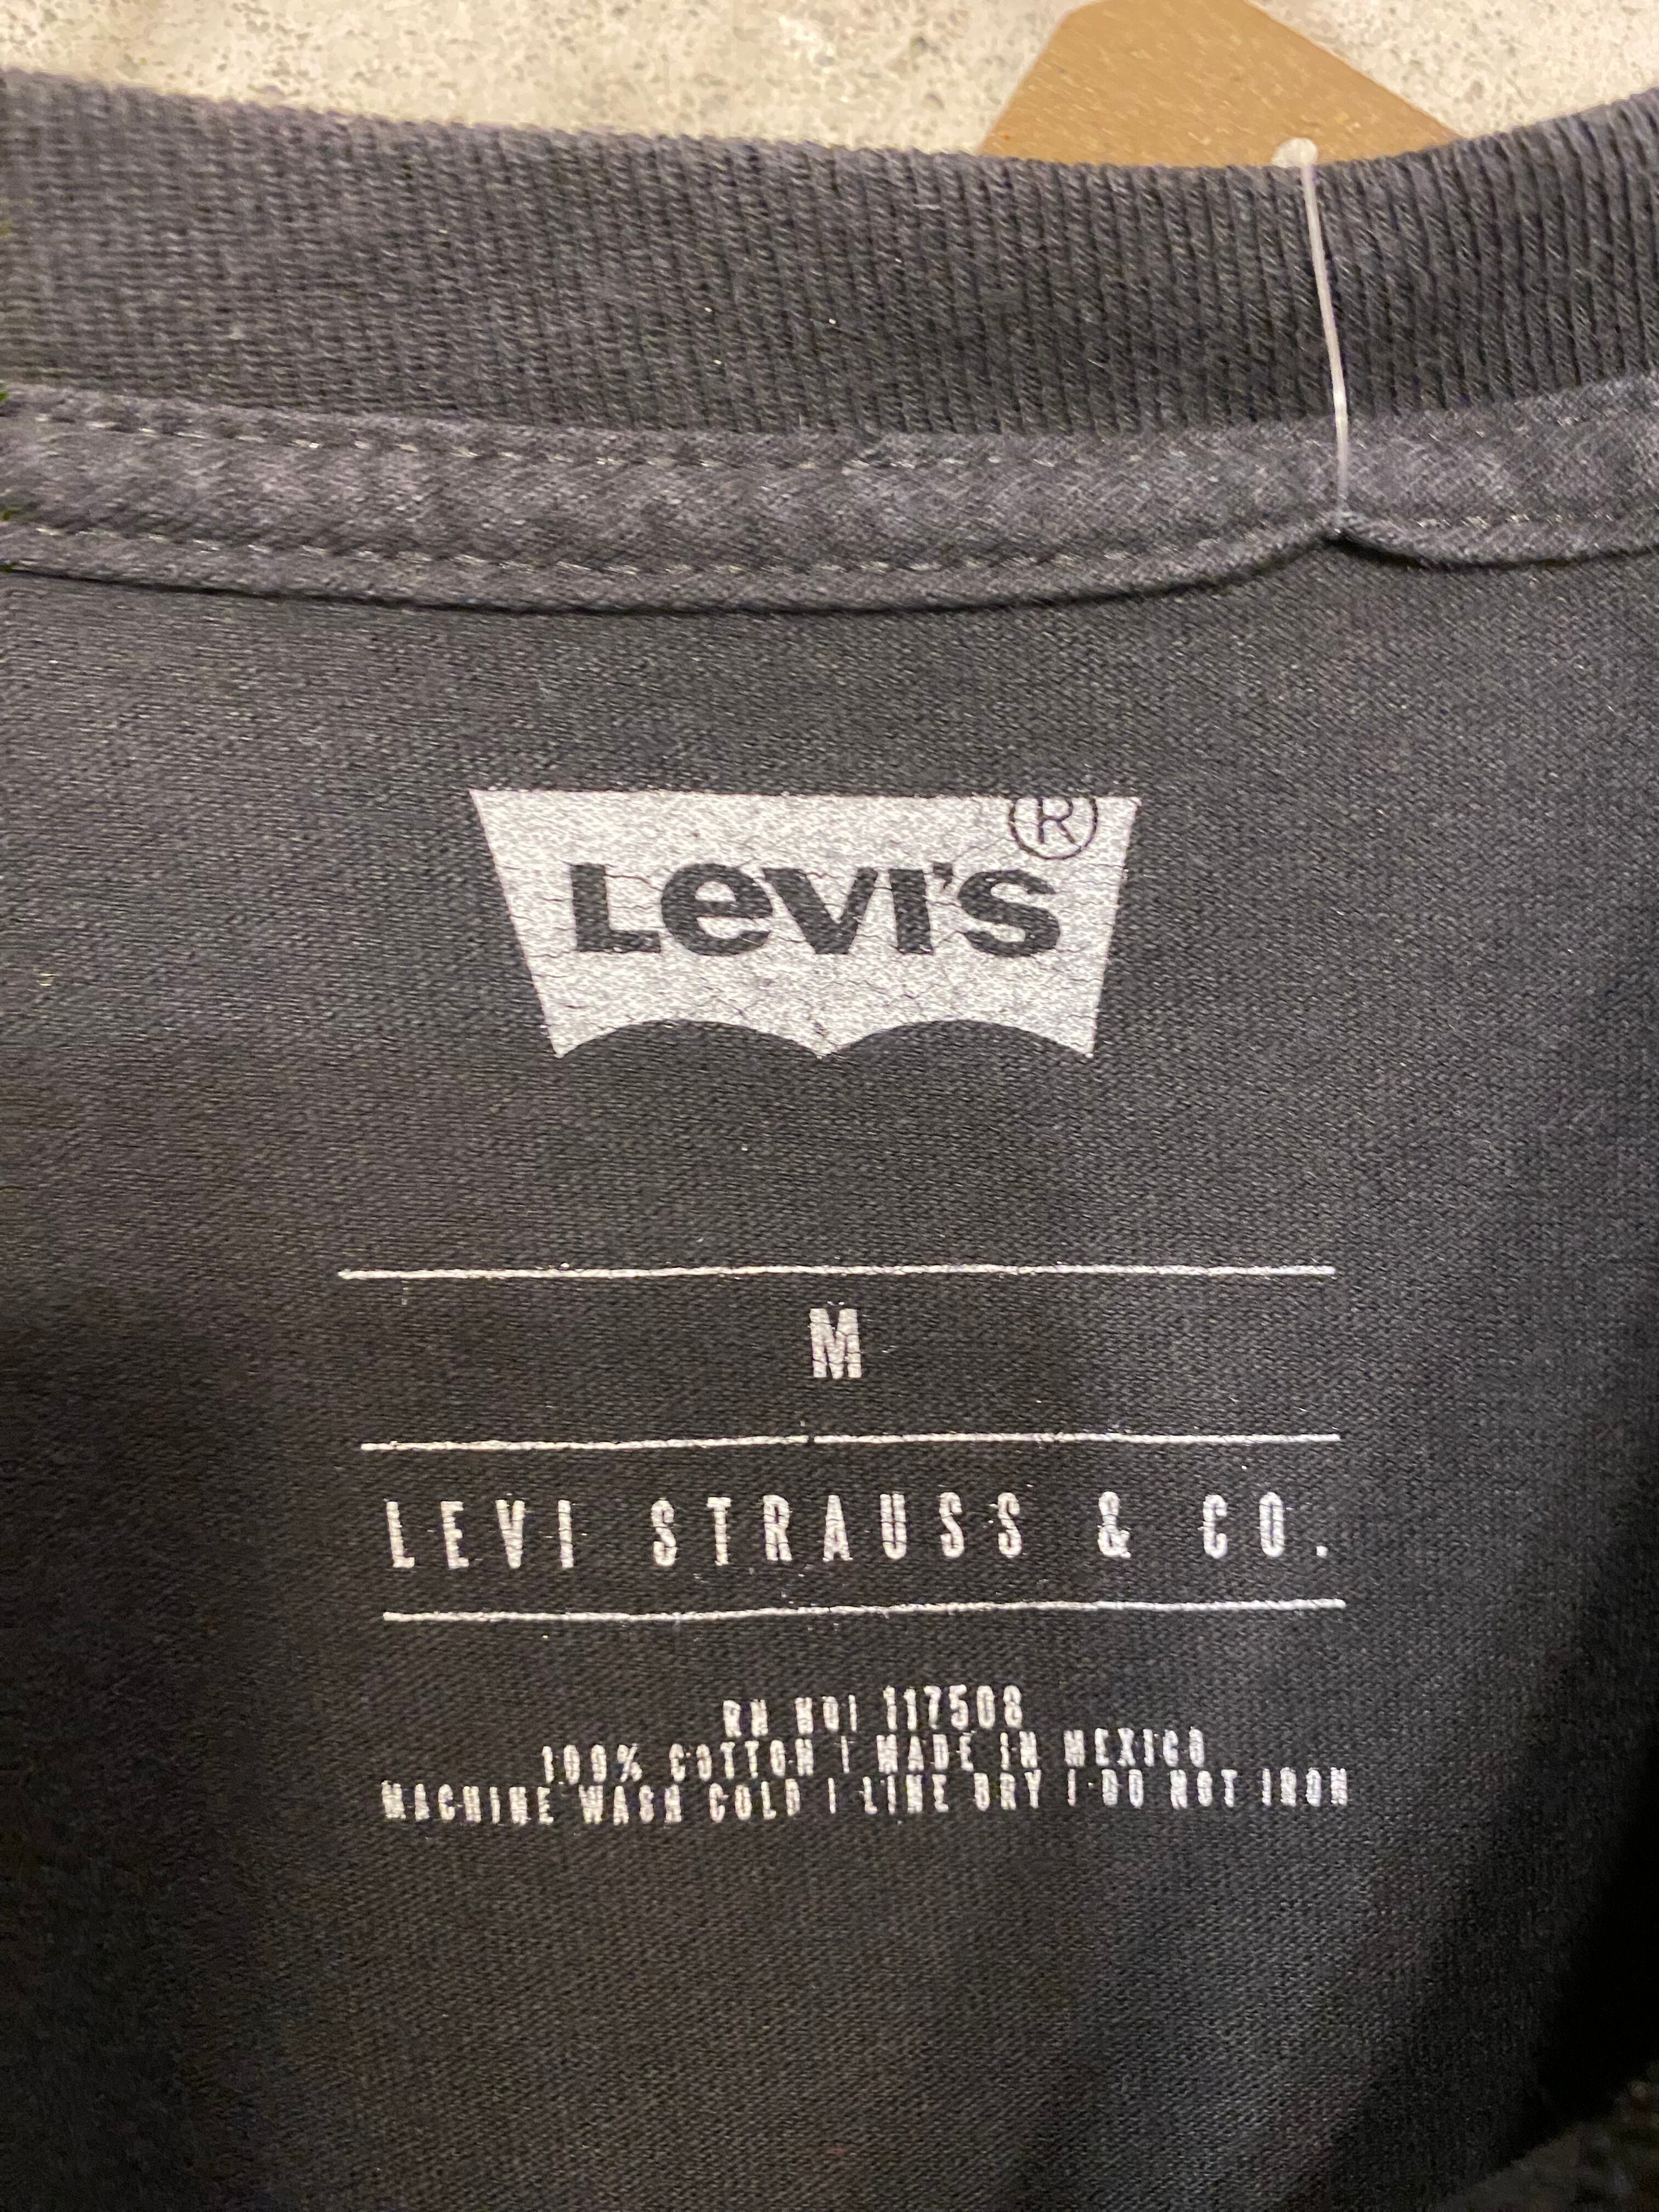 Levi's®
M
LEVI STRAUSS & CO.
RN NO| 117508
100% COTTON | MADE IN MEXICO
MACHINE WASH COLD | LINE DRY | DO NOT IRON